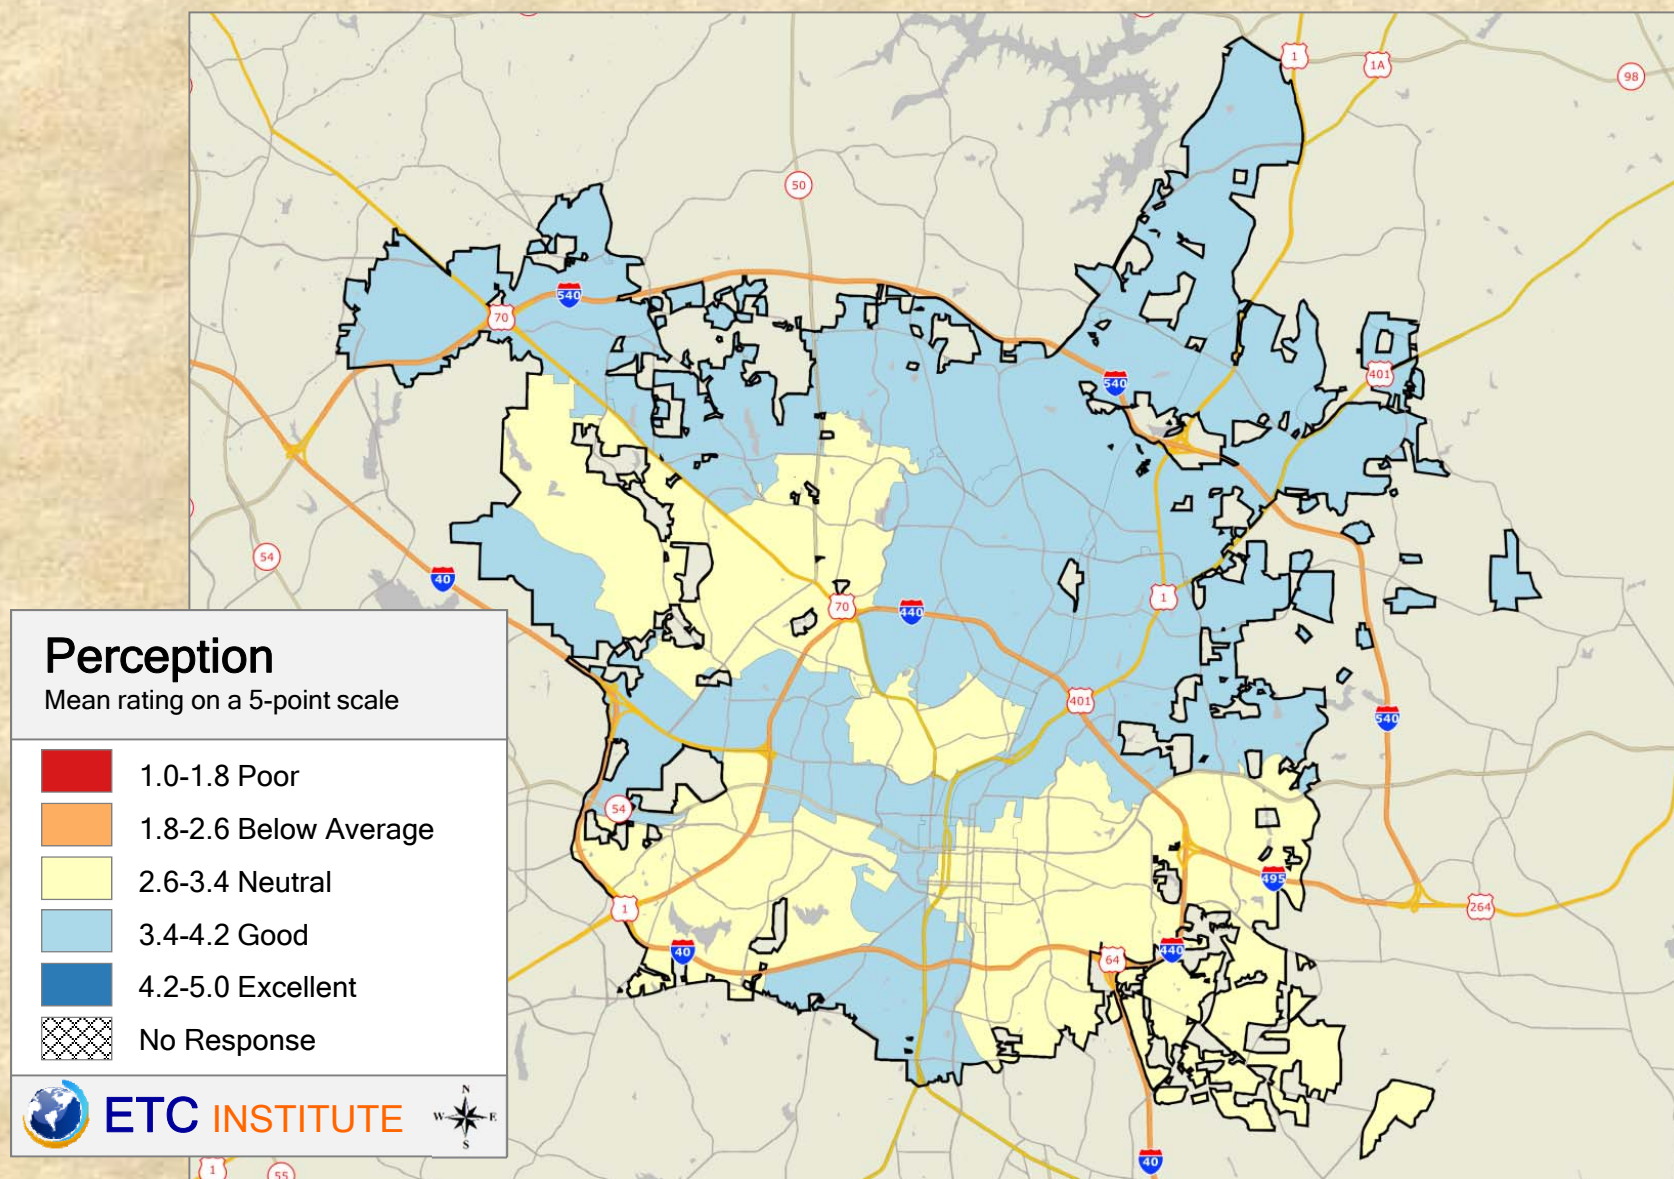 1
1A
98
50
540
70
401
540
54
40
1
70
440
401
540
54
495
1
264
40
440
64
40
1
55
Perception
Mean rating on a 5-point scale
1.0-1.8 Poor
1.8-2.6 Below Average
2.6-3.4 Neutral
3.4-4.2 Good
4.2-5.0 Excellent
No Response
ETC INSTITUTE
N
W E
S